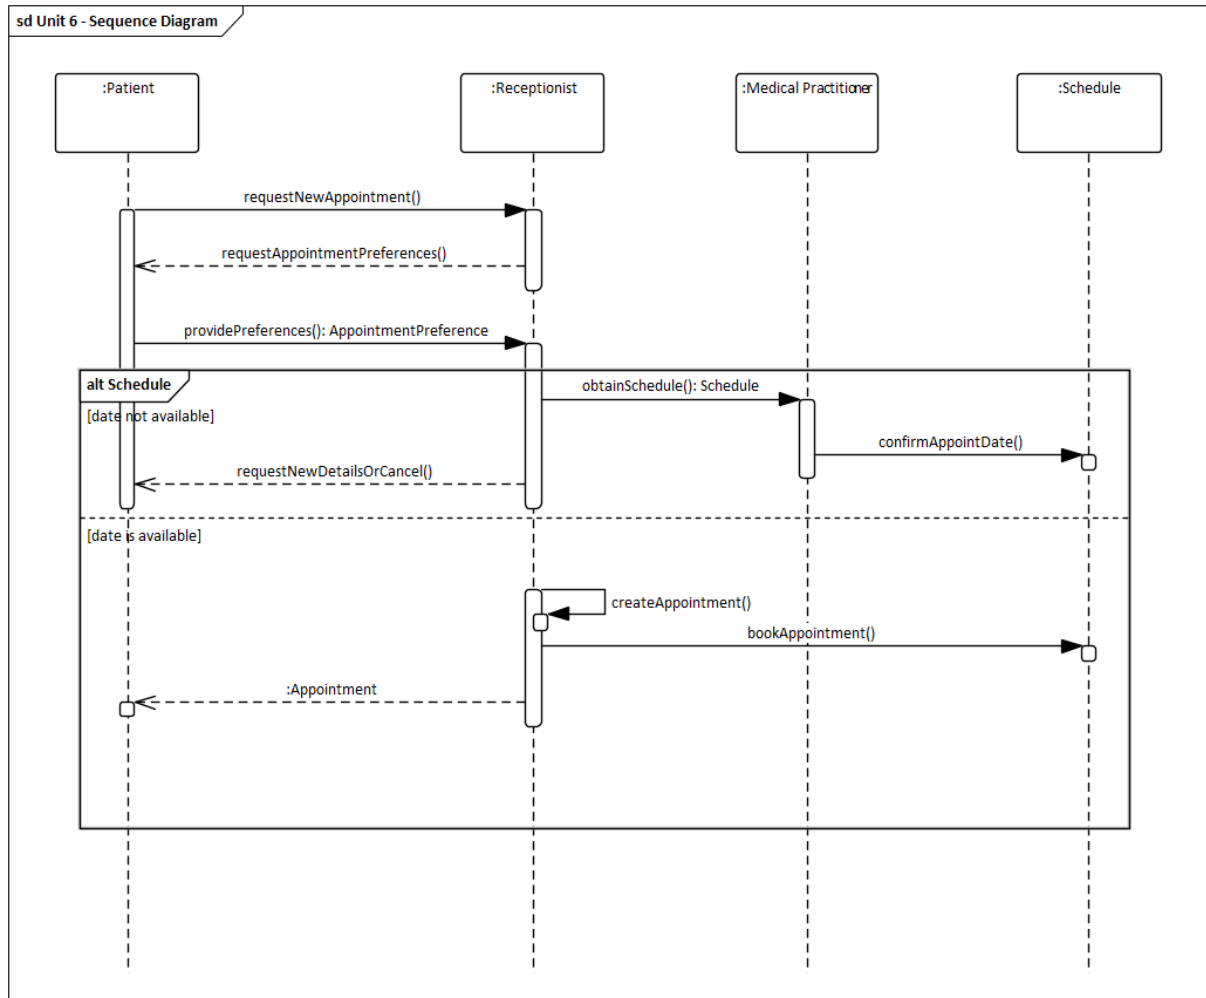 sd Unit 6 - Sequence Diagram
:Patient
:Receptionist
:Medical Practitioner
:Schedule
requestNewAppointment()
requestAppointmentPreferences()
providePreferences(): AppointmentPreference
alt Schedule
obtainSchedule(): Schedule
[date not available]
confirmAppointDate()
requestNewDetailsOrCancel()
[date is available]
createAppointment()
bookAppointment()
:Appointment